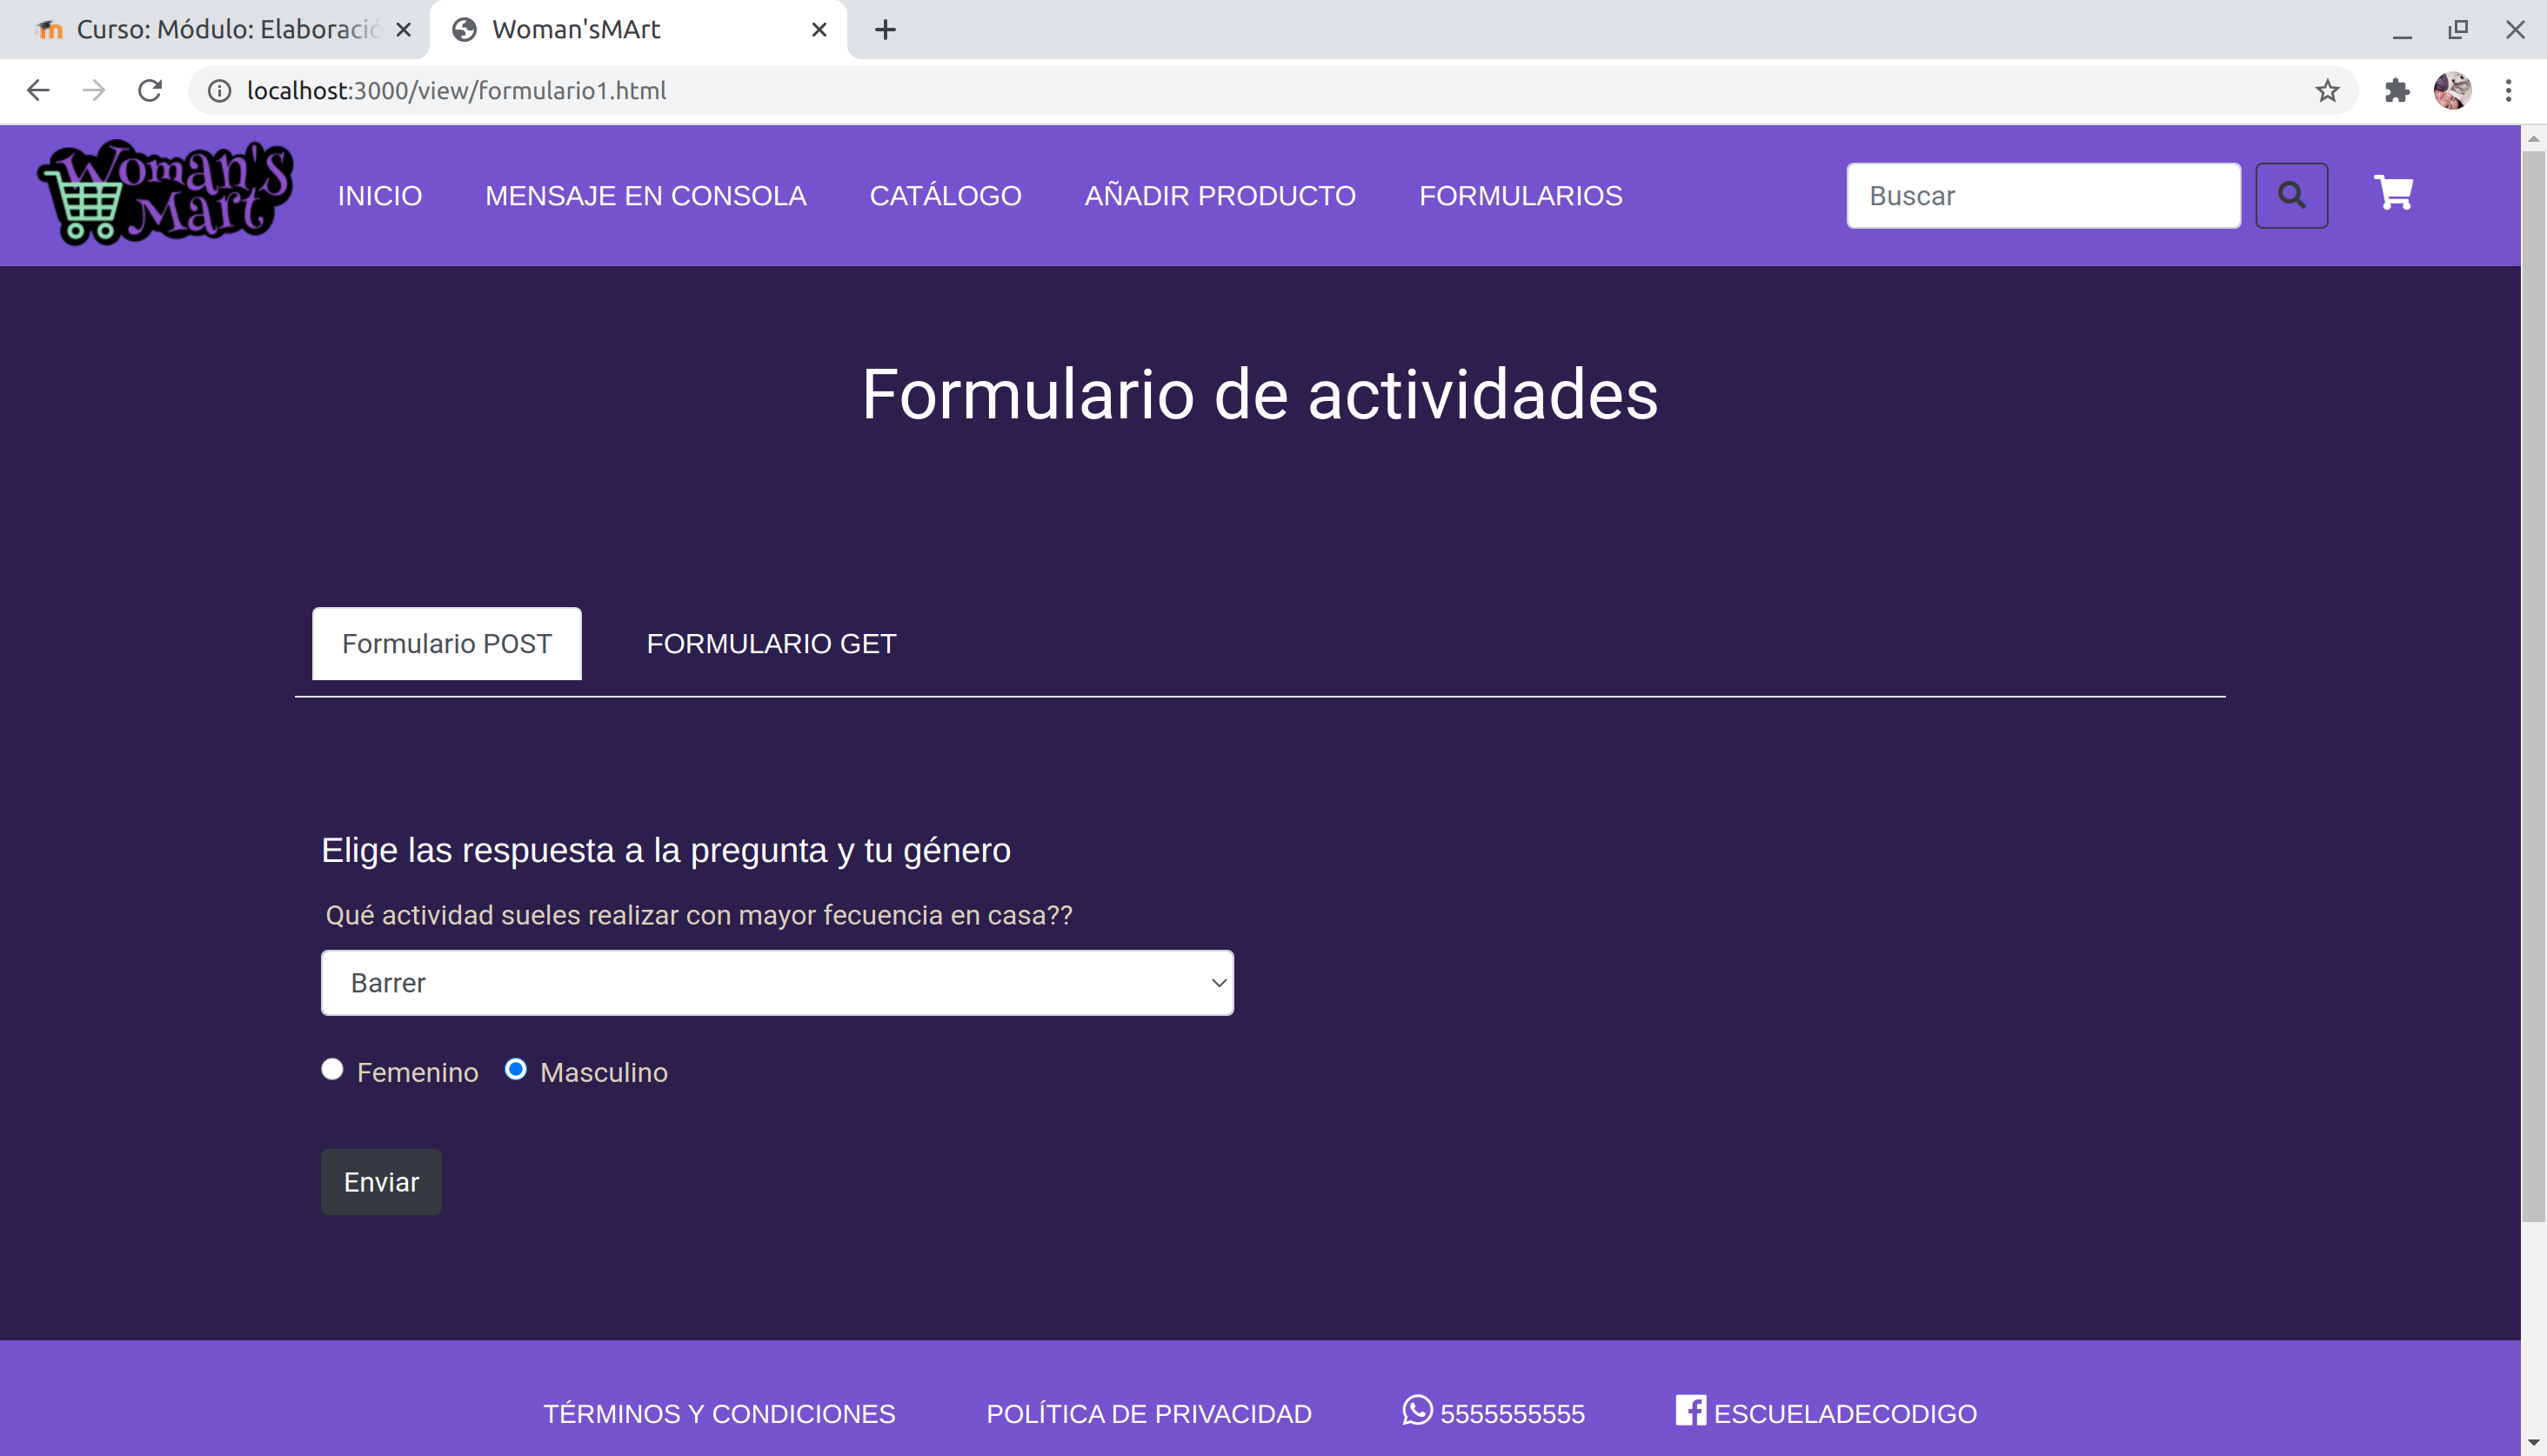 Curso: Módulo: Elaboració
Woman'sMArt
localhost:3000/view/formulario1.html
Woman's
Mart
INICIO MENSAJE EN CONSOLA CATÁLOGO AÑADIR PRODUCTO FORMULARIOS Buscar
Formulario de actividades
Formulario POST FORMULARIO GET
Elige las respuesta a la pregunta y tu género
Qué actividad sueles realizar con mayor fecuencia en casa??
Barrer
Femenino Masculino
Enviar
TÉRMINOS Y CONDICIONES POLÍTICA DE PRIVACIDAD 5555555555 ESCUELADECODIGO